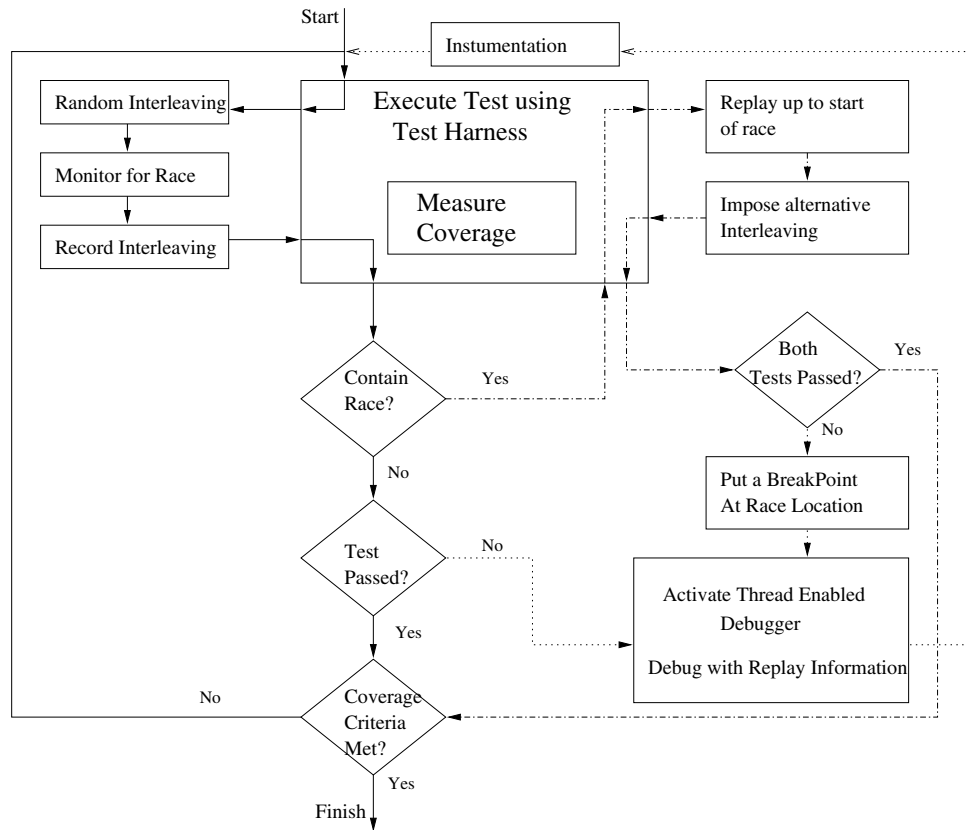 Start
Instumentation
Random Interleaving
Monitor for Race
Record Interleaving
Execute Test using
Test Harness
Measure
Coverage
Replay up to start
of race
Impose alternative
Interleaving
Contain
Race?
Yes
No
Both
Tests Passed?
Yes
No
Put a BreakPoint
At Race Location
Test
Passed?
No
Yes
Activate Thread Enabled
Debugger
Debug with Replay Information
Coverage
Criteria
Met?
No
Yes
Finish